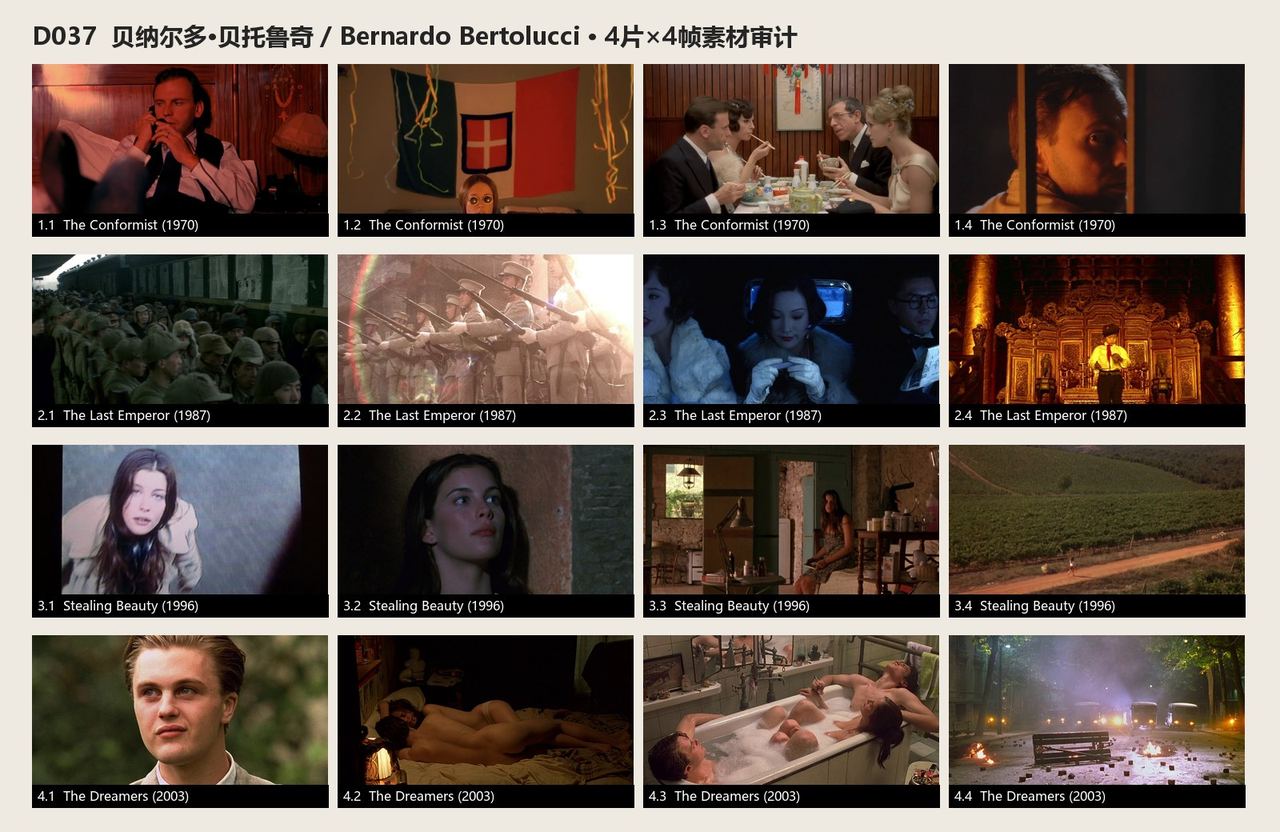 D037 贝纳尔多•贝托鲁奇 / Bernardo Bertolucci • 4片×4帧素材审计
1.1 The Conformist (1970)
1.2 The Conformist (1970)
1.3 The Conformist (1970)
1.4 The Conformist (1970)
2.1 The Last Emperor (1987)
2.2 The Last Emperor (1987)
2.3 The Last Emperor (1987)
2.4 The Last Emperor (1987)
3.1 Stealing Beauty (1996)
3.2 Stealing Beauty (1996)
3.3 Stealing Beauty (1996)
3.4 Stealing Beauty (1996)
4.1 The Dreamers (2003)
4.2 The Dreamers (2003)
4.3 The Dreamers (2003)
4.4 The Dreamers (2003)